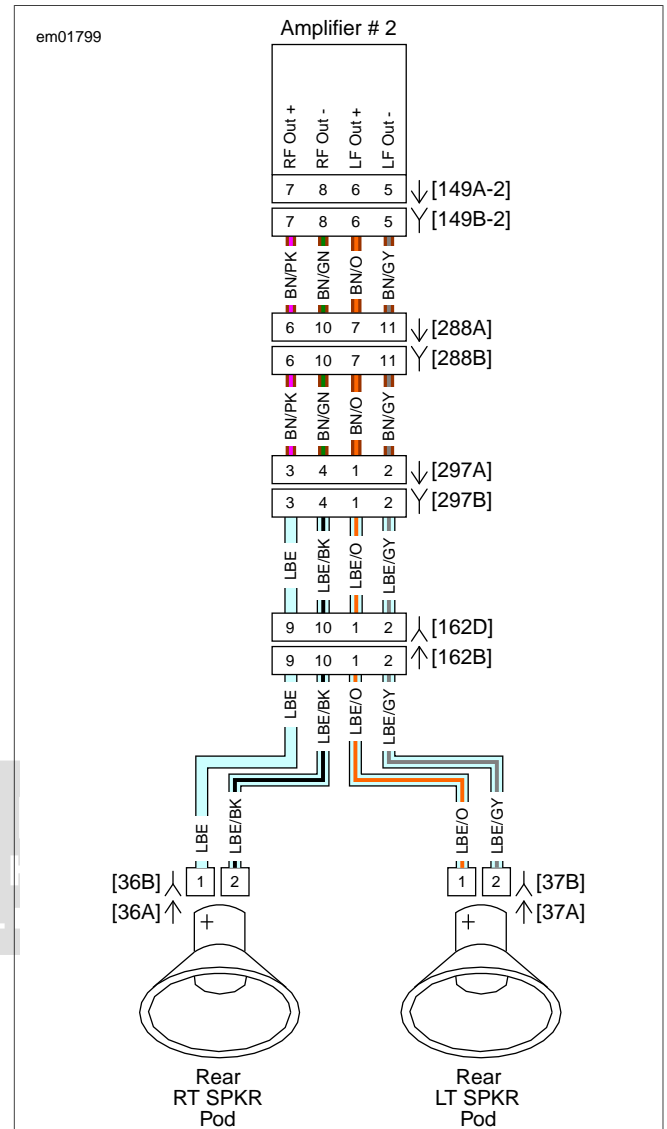 em01799
Amplifier # 2
RF Out +
RF Out -
LF Out +
LF Out -
7 8 6 5 [149A-2]
7 8 6 5 [149B-2]
BN/PK BN/GN BN/O BN/GY
6 10 7 11 [288A]
6 10 7 11 [288B]
BN/PK BN/GN BN/O BN/GY
3 4 1 2 [297A]
3 4 1 2 [297B]
LBE LBE/BK LBE/O LBE/GY
9 10 1 2 [162D]
9 10 1 2 [162B]
LBE LBE/BK LBE/O LBE/GY
LBE LBE/BK LBE/O LBE/GY
[36B] 1 2 1 2 [37B]
[36A] + + [37A]
Rear
RT SPKR
Pod
Rear
LT SPKR
Pod